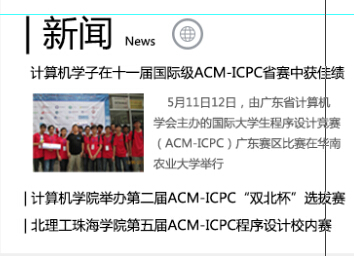 新闻 News
计算机学子在十一届国际级ACM-ICPC省赛中获佳绩
5月11日12日，由广东省计算机
学会主办的国际大学生程序设计竞赛
（ACM-ICPC）广东赛区比赛在华南
农业大学举行
计算机学院举办第二届ACM-ICPC“双北杯”选拔赛
北理工珠海学院第五届ACM-ICPC程序设计校内赛